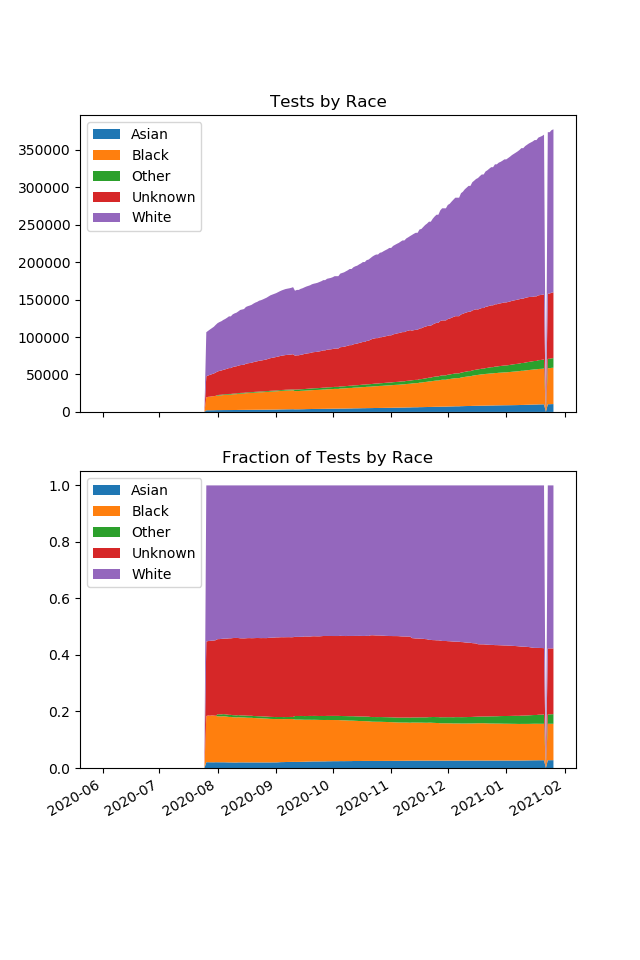 Tests by Race
Asian
Black
Other
Unknown
White
350000
300000
250000
200000
150000
100000
50000
0
Fraction of Tests by Race
Asian
Black
Other
Unknown
White
1.0
0.8
0.6
0.4
0.2
0.0
2020-06
2020-07
2020-08
2020-09
2020-10
2020-11
2020-12
2021-01
2021-02